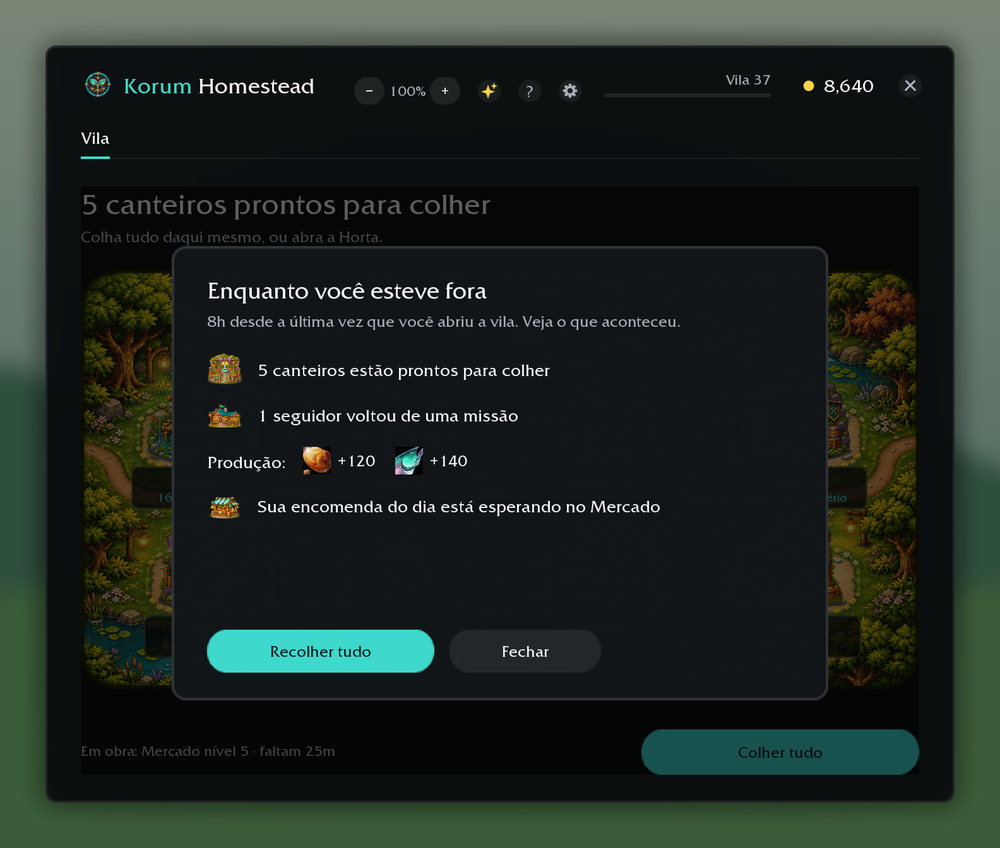 Korum Homestead
− 100% + ? Vila 37 8,640 ✕
Vila
5 canteiros prontos para colher
Colha tudo daqui mesmo, ou abra a Horta.
Enquanto você esteve fora
8h desde a última vez que você abriu a vila. Veja o que aconteceu.
5 canteiros estão prontos para colher
1 seguidor voltou de uma missão
Produção: +120 +140
Sua encomenda do dia está esperando no Mercado
Recolher tudo Fechar
Em obra: Mercado nível 5 · faltam 25m
Colher tudo